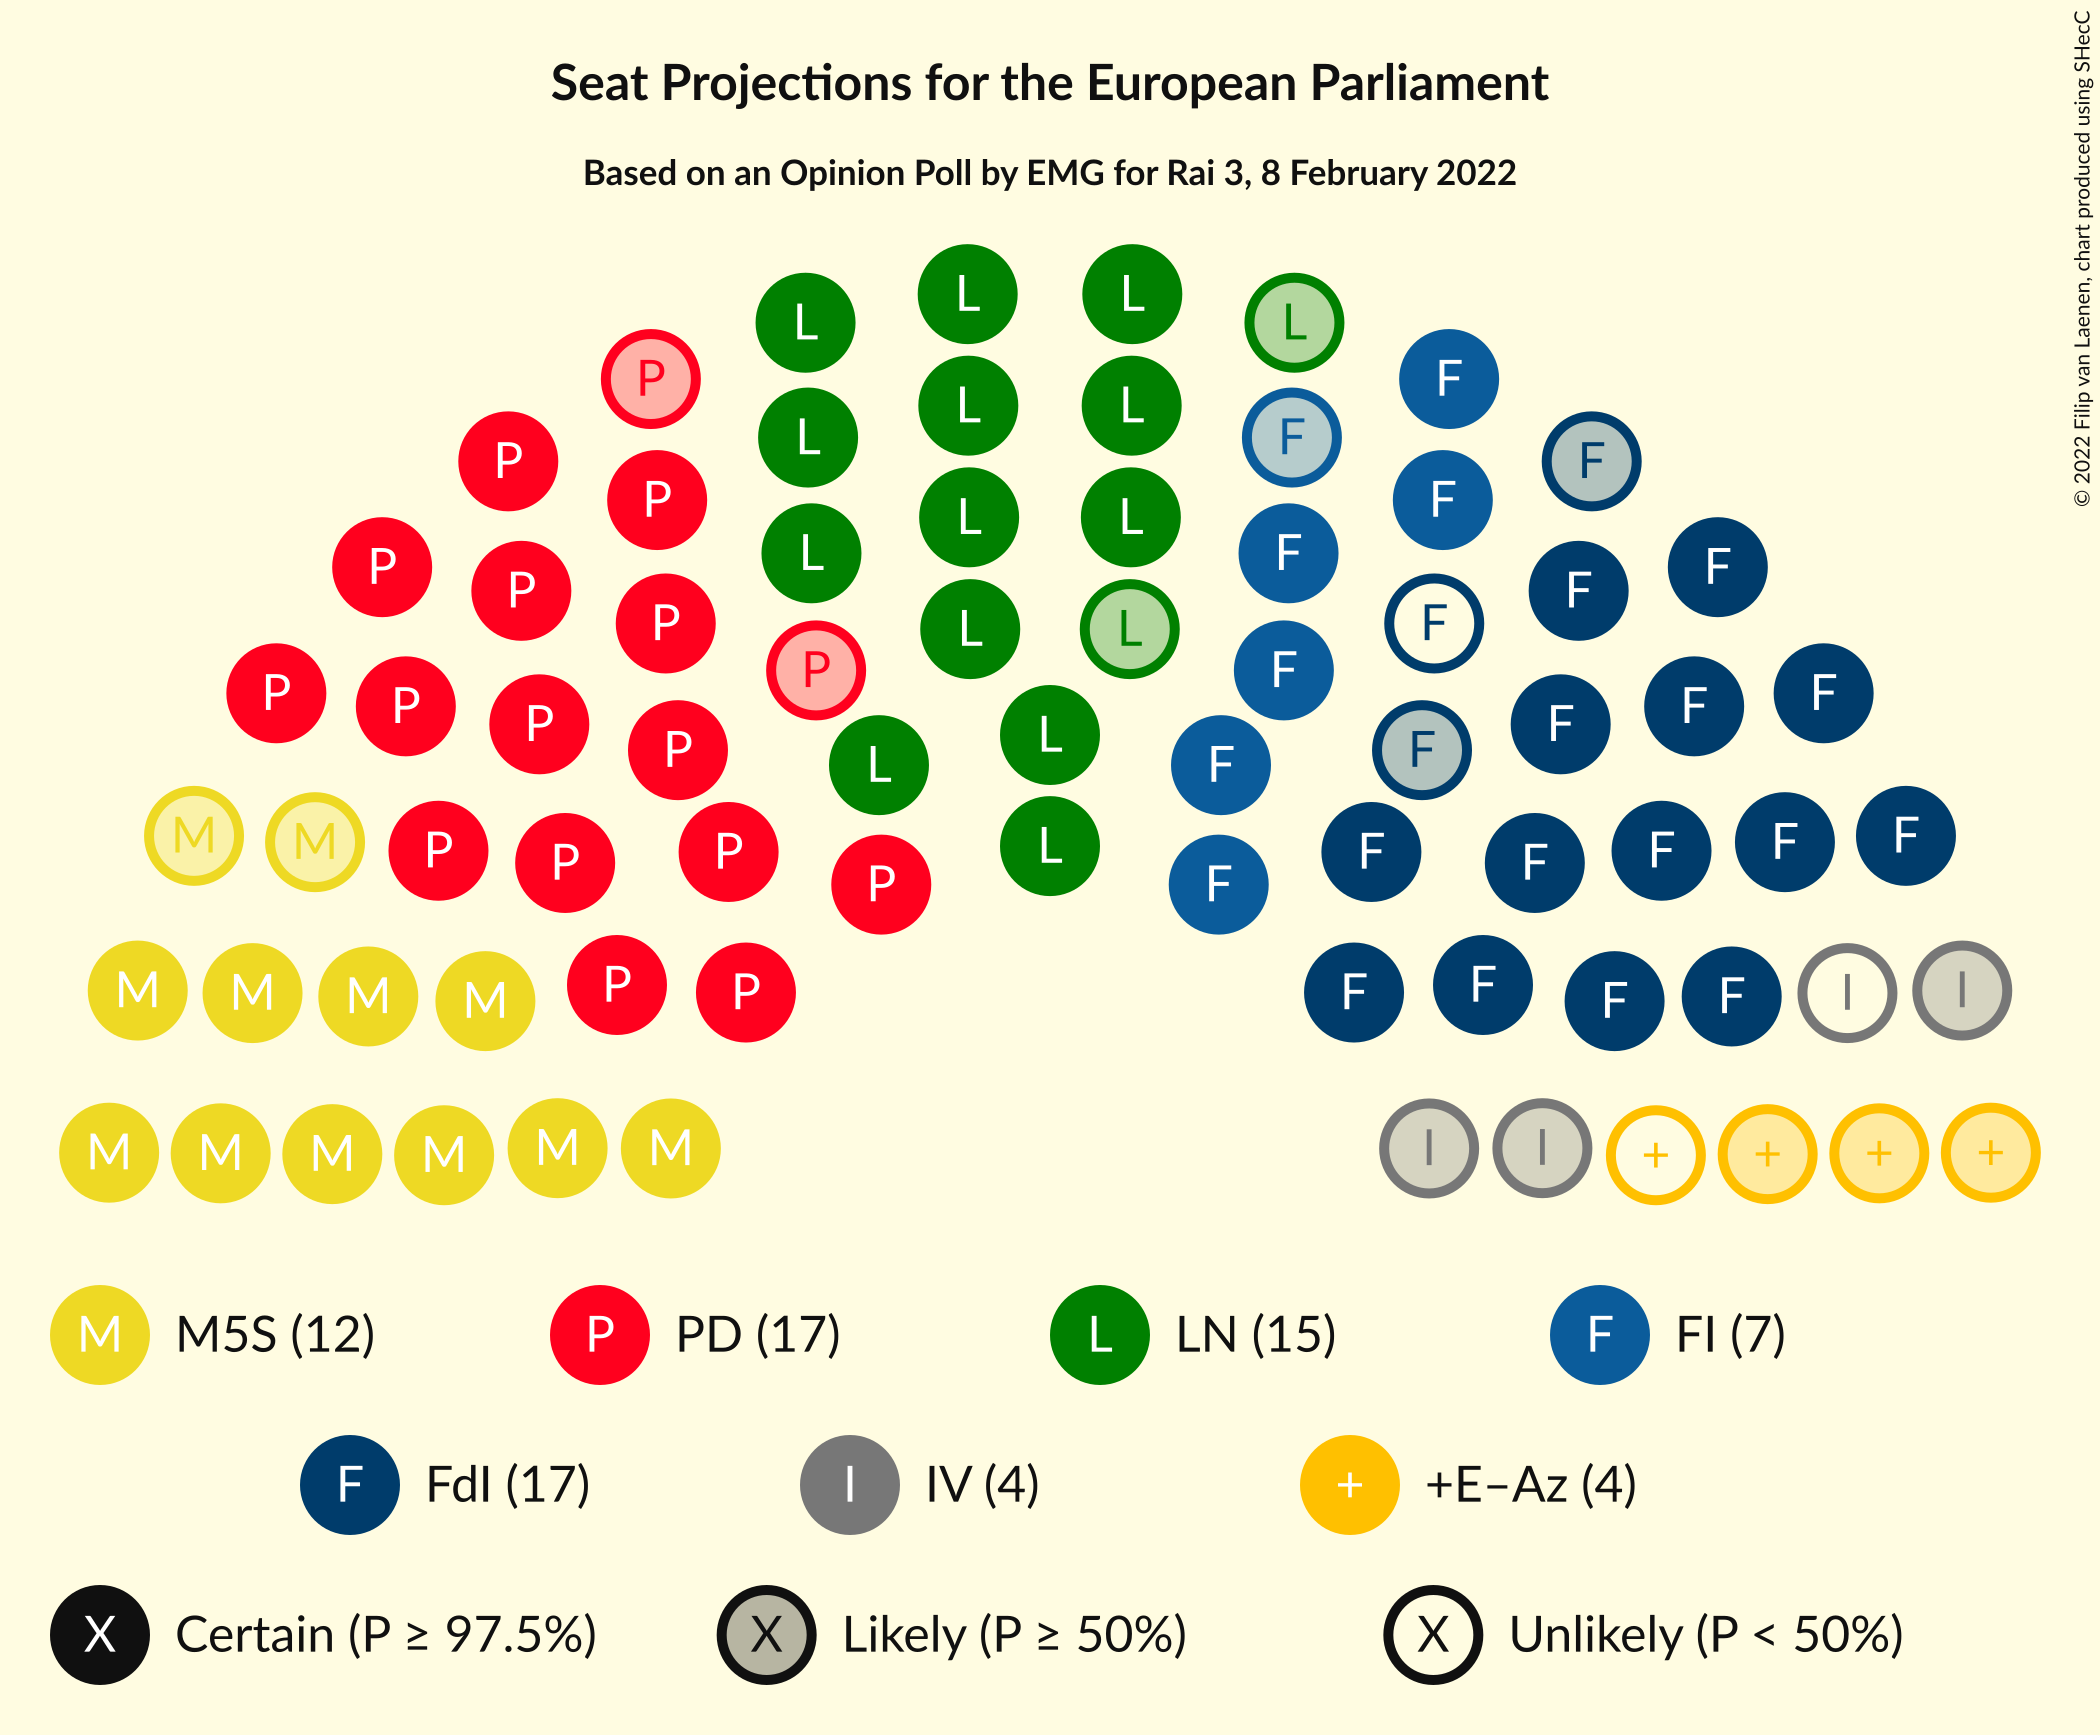 Seat Projections for the European Parliament
Based on an Opinion Poll by EMG for Rai 3, 8 February 2022
© 2022 Filip van Laenen, chart produced using SHecC
L L
L L
P F
L L
L F
P F
P F
L L
L F
P F
P F
L L
P F
P F
P F
P F
P F
P F
P F
L
P F
L F
M F
M F
P F
P F
P F
L
P F
M I
M I
M F
M F
P F
P F
M M M M M M I I + + + +
M M5S (12) P PD (17) L LN (15) F FI (7)
F FdI (17) I IV (4) + +E–Az (4)
X Certain (P ≥ 97.5%) X Likely (P ≥ 50%) X Unlikely (P < 50%)